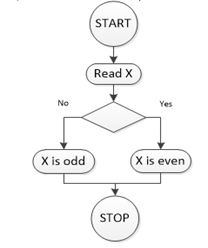 START
Read X
No
Yes
X is odd
X is even
STOP